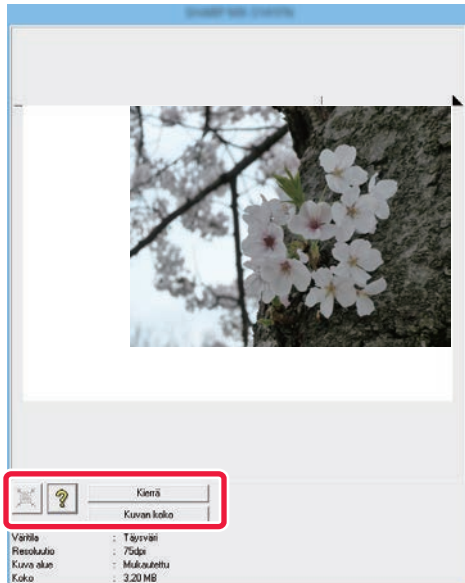 Kierrä
Kuvan koko
Väritila : Täysväri
Resoluutio : 75dpi
Kuva alue : Mukautettu
Koko : 3.20 MB